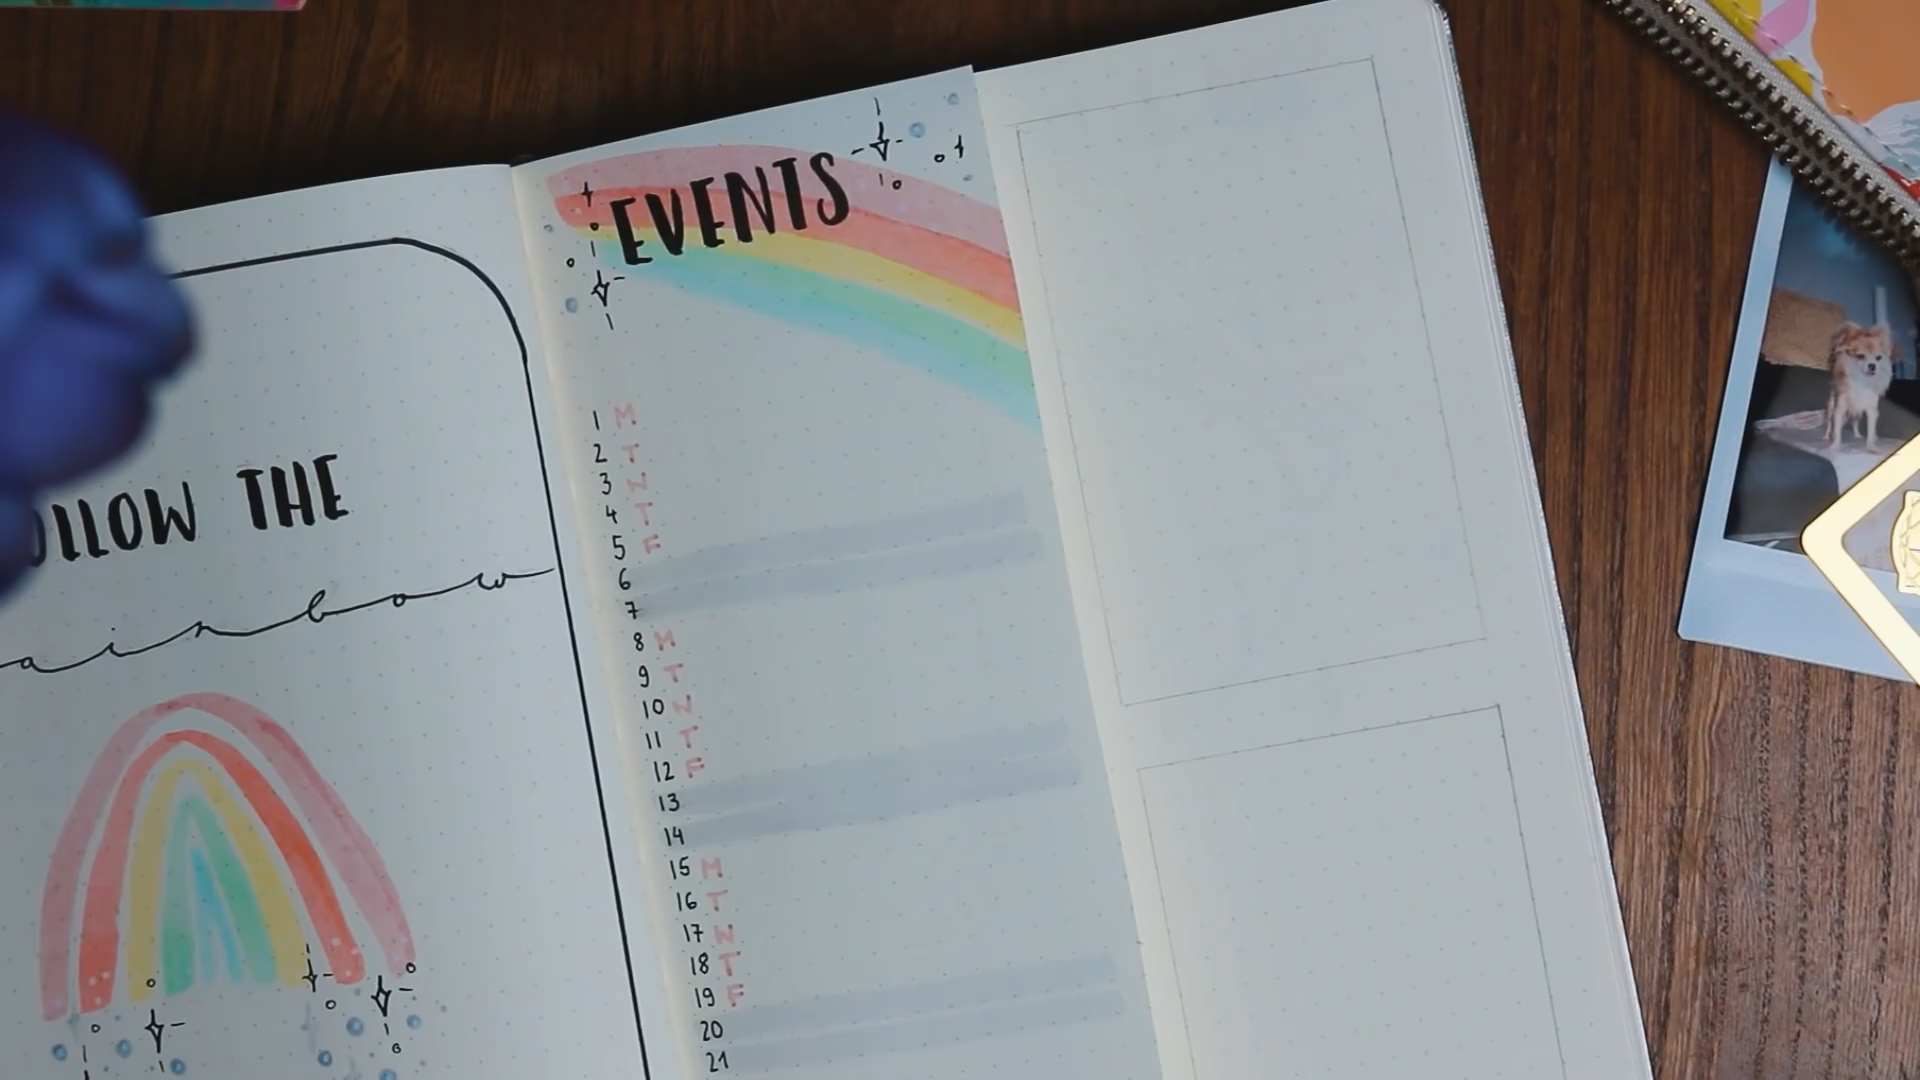 OLLOW THE
ainbow
EVENTS
1 M
2 T
3 W
4 T
5 F
6
7
8 M
9 T
10 W
11 T
12 F
13
14
15 M
16 T
17 W
18 T
19 F
20
21